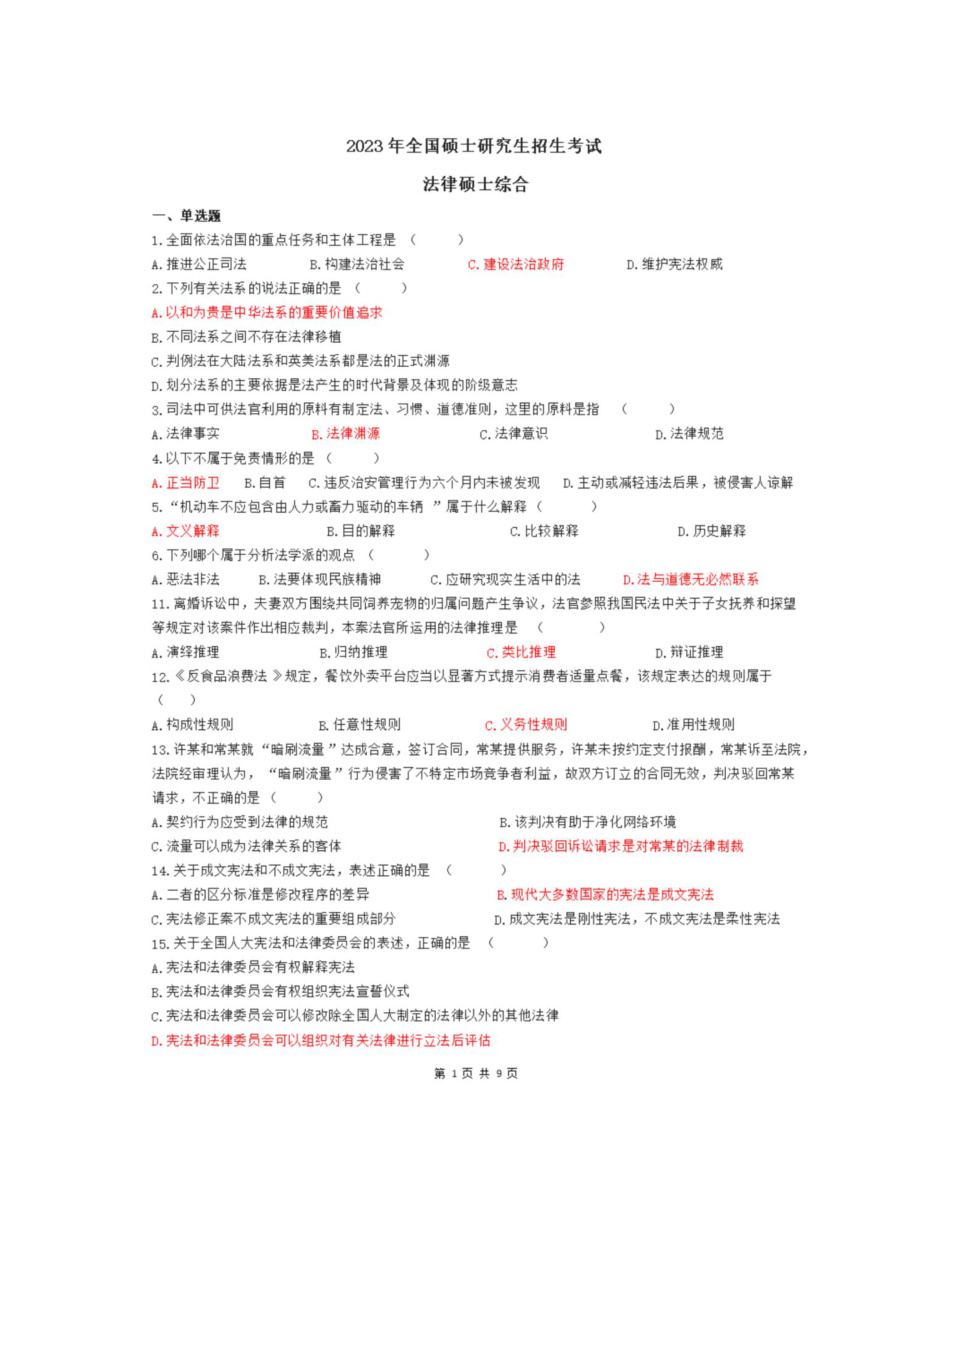 2023 年全国硕士研究生招生考试
法律硕士综合
一、单选题
1.全面依法治国的重点任务和主体工程是 （ ）
A.推进公正司法 B.构建法治社会 C.建设法治政府 D.维护宪法权威
2.下列有关法系的说法正确的是 （ ）
A.以和为贵是中华法系的重要价值追求
B.不同法系之间不存在法律移植
C.判例法在大陆法系和英美法系都是法的正式渊源
D.划分法系的主要依据是法产生的时代背景及体现的阶级意志
3.司法中可供法官利用的原料有制定法、习惯、道德准则，这里的原料是指 （ ）
A.法律事实 B.法律渊源 C.法律意识 D.法律规范
4.以下不属于免责情形的是 （ ）
A.正当防卫 B.自首 C.违反治安管理行为六个月内未被发现 D.主动或减轻违法后果，被侵害人谅解
5.“机动车不应包含由人力或畜力驱动的车辆 ”属于什么解释（ ）
A.文义解释 B.目的解释 C.比较解释 D.历史解释
6.下列哪个属于分析法学派的观点 （ ）
A.恶法非法 B.法要体现民族精神 C.应研究现实生活中的法 D.法与道德无必然联系
11.离婚诉讼中，夫妻双方围绕共同饲养宠物的归属问题产生争议，法官参照我国民法中关于子女抚养和探望
等规定对该案件作出相应裁判，本案法官所运用的法律推理是 （ ）
A.演绎推理 B.归纳推理 C.类比推理 D.辩证推理
12.《反食品浪费法 》规定，餐饮外卖平台应当以显著方式提示消费者适量点餐，该规定表达的规则属于
（ ）
A.构成性规则 B.任意性规则 C.义务性规则 D.准用性规则
13.许某和常某就 “暗刷流量 ”达成合意，签订合同，常某提供服务，许某未按约定支付报酬，常某诉至法院，
法院经审理认为， “暗刷流量 ”行为侵害了不特定市场竞争者利益，故双方订立的合同无效，判决驳回常某
请求，不正确的是 （ ）
A.契约行为应受到法律的规范 B.该判决有助于净化网络环境
C.流量可以成为法律关系的客体 D.判决驳回诉讼请求是对常某的法律制裁
14.关于成文宪法和不成文宪法，表述正确的是 （ ）
A.二者的区分标准是修改程序的差异 B.现代大多数国家的宪法是成文宪法
C.宪法修正案不成文宪法的重要组成部分 D.成文宪法是刚性宪法，不成文宪法是柔性宪法
15.关于全国人大宪法和法律委员会的表述，正确的是 （ ）
A.宪法和法律委员会有权解释宪法
B.宪法和法律委员会有权组织宪法宣誓仪式
C.宪法和法律委员会可以修改除全国人大制定的法律以外的其他法律
D.宪法和法律委员会可以组织对有关法律进行立法后评估
第 1 页 共 9 页